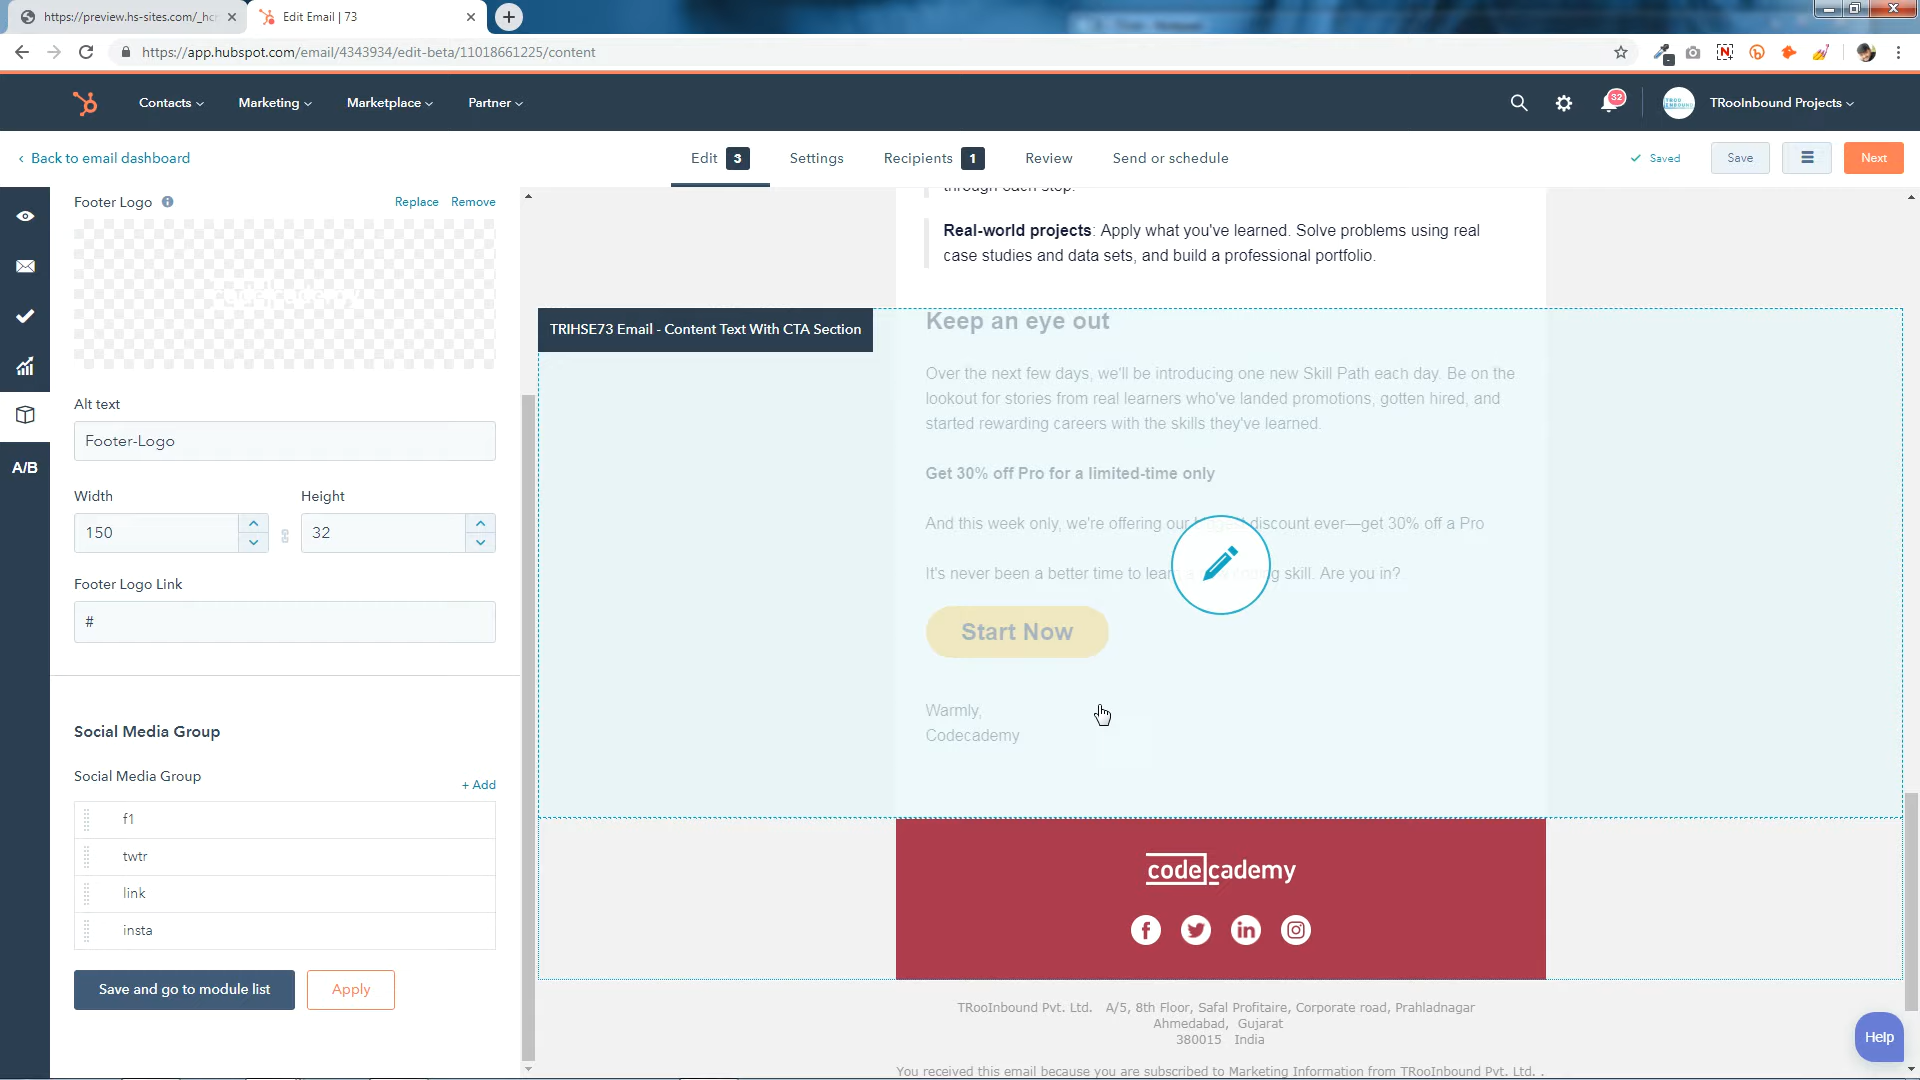 https://preview.hs-sites.com/_hc
Edit Email | 73
https://app.hubspot.com/email/4343934/edit-beta/11018661225/content
Contacts
Marketing
Marketplace
Partner
32
TRooInbound Projects
Back to email dashboard
Edit 3
Settings
Recipients 1
Review
Send or schedule
Saved
Save
Next
Footer Logo
Replace
Remove
A/B
Alt text
Footer-Logo
Width
Height
150
32
Footer Logo Link
#
Social Media Group
Social Media Group
+ Add
f1
twtr
link
insta
Save and go to module list
Apply
through each step.
Real-world projects: Apply what you've learned. Solve problems using real
case studies and data sets, and build a professional portfolio.
TRIHSE73 Email - Content Text With CTA Section
Keep an eye out
Over the next few days, we'll be introducing one new Skill Path each day. Be on the
lookout for stories from real learners who've landed promotions, gotten hired, and
started rewarding careers with the skills they've learned.
Get 30% off Pro for a limited-time only
And this week only, we're offering our discount ever—get 30% off a Pro
It's never been a better time to learn skill. Are you in?
Start Now
Warmly,
Codecademy
codecademy
TRooInbound Pvt. Ltd. A/5, 8th Floor, Safal Profitaire, Corporate road, Prahladnagar
Ahmedabad, Gujarat
380015 India
You received this email because you are subscribed to Marketing Information from TRooInbound Pvt. Ltd. .
Help